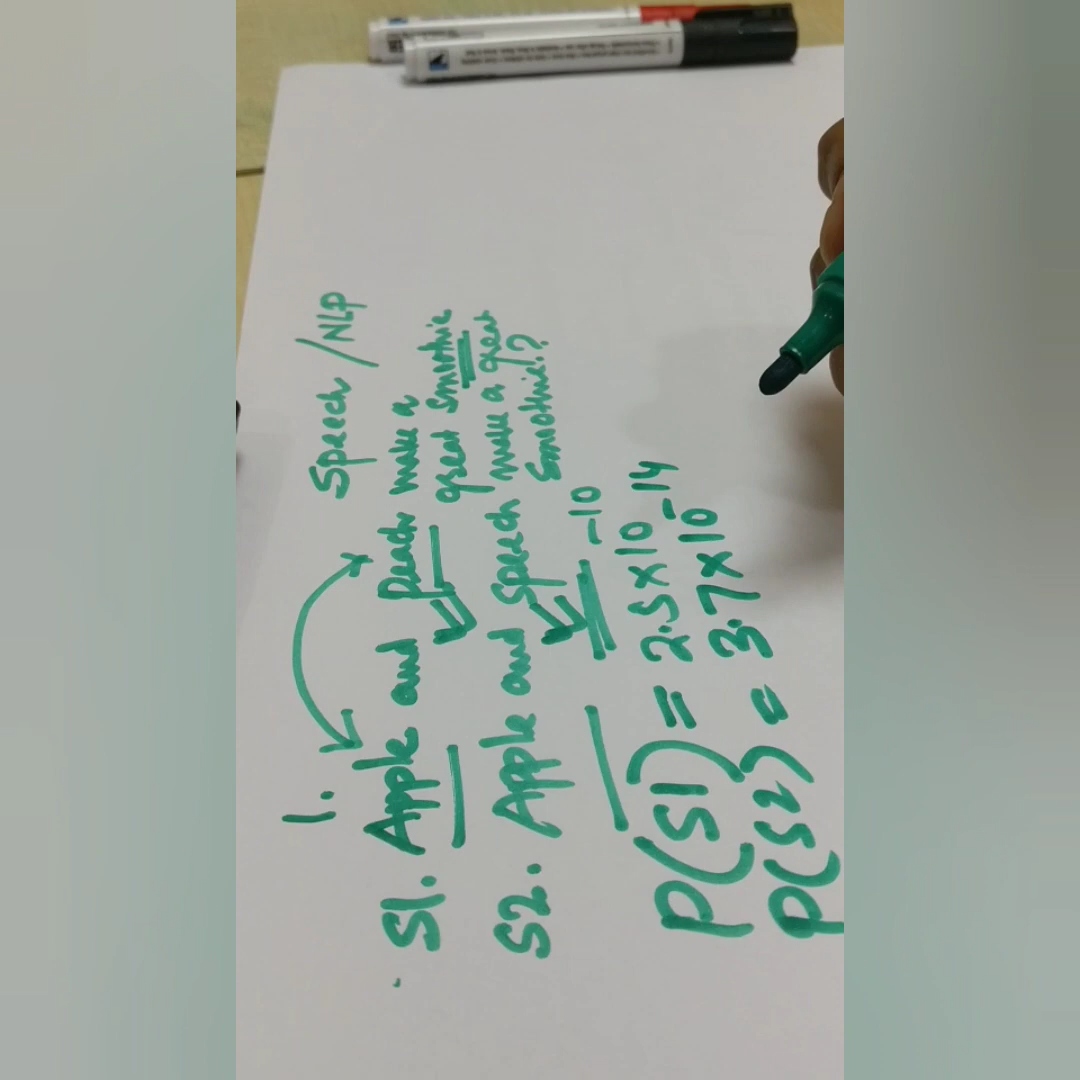 Speech /NLP
1.
S1. Apple and Peach make a
great smoothie
S2. Apple and speech make a great
smoothie!?
P(S1) = 2.5 x 10 -10
P(S2) = 3.7 x 10 -14